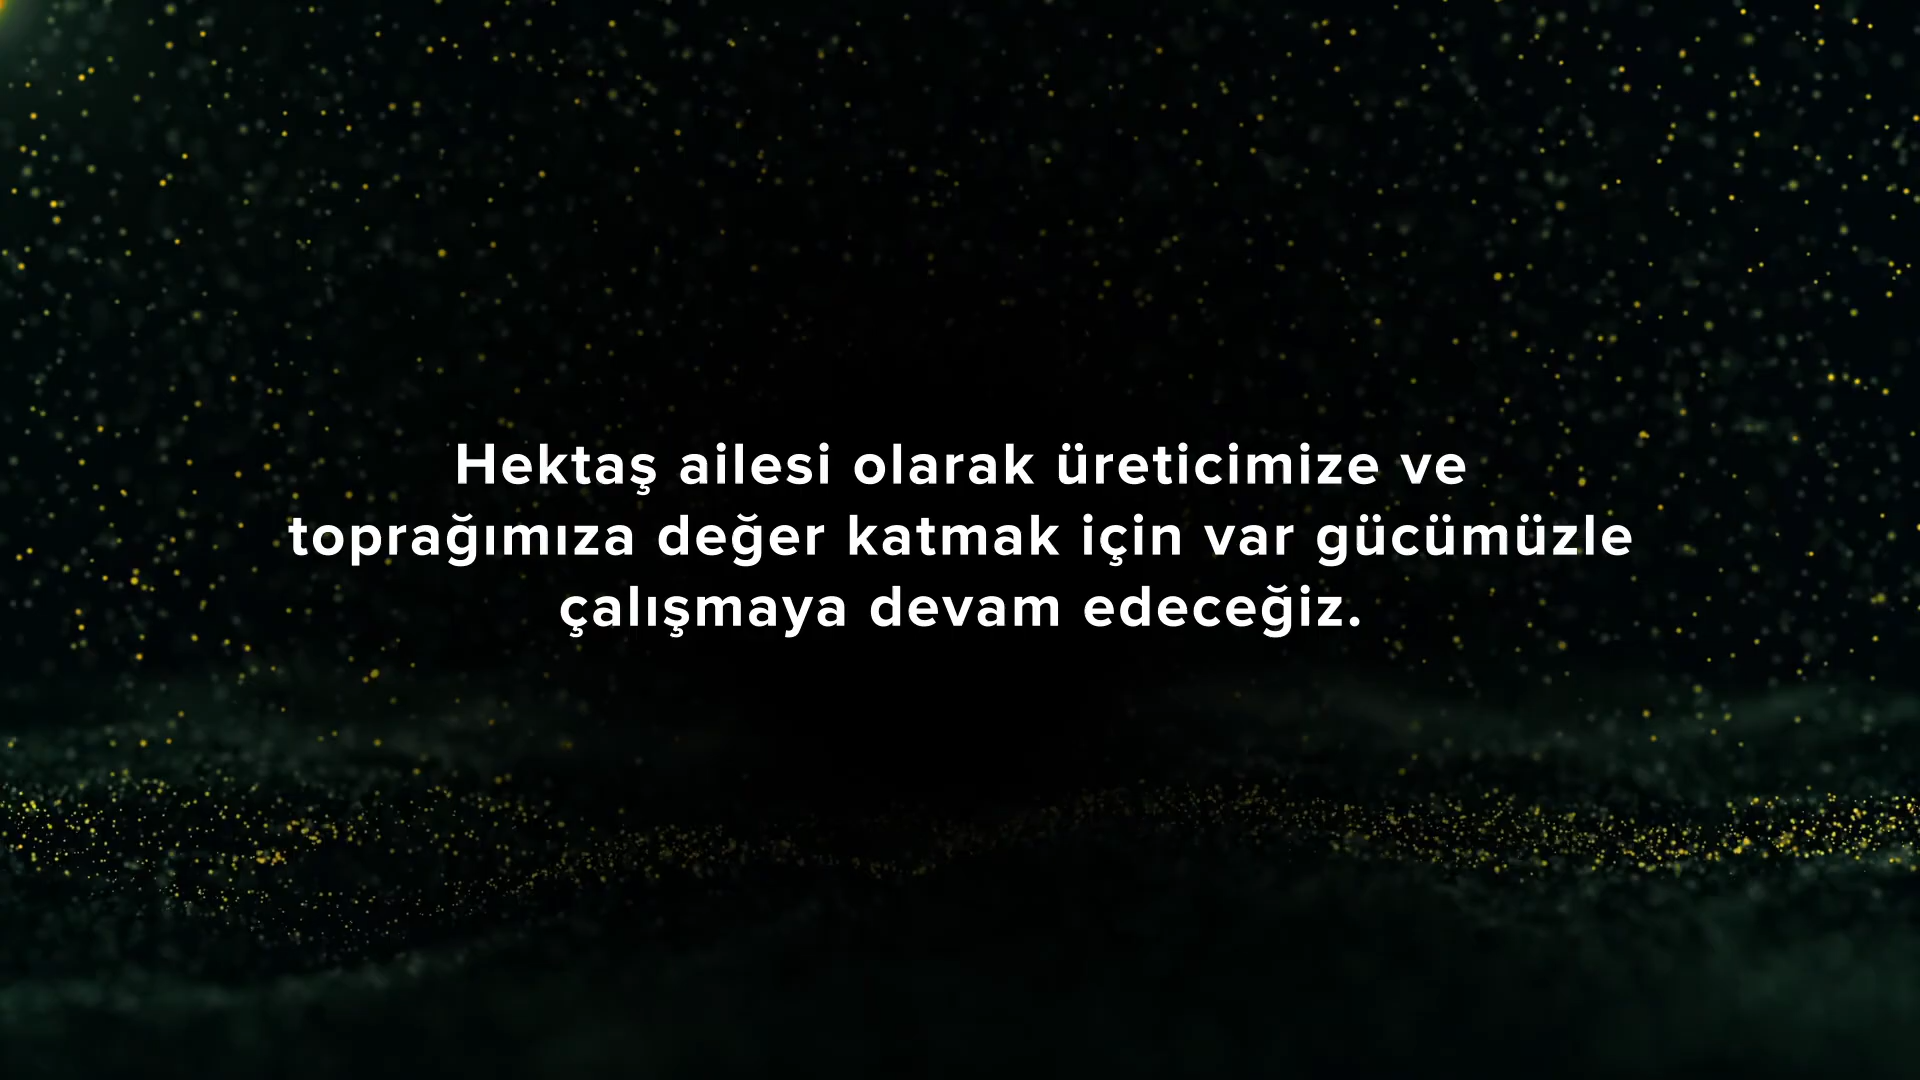 Hektaş ailesi olarak üreticimize ve
toprağımıza değer katmak için var gücümüzle
çalışmaya devam edeceğiz.